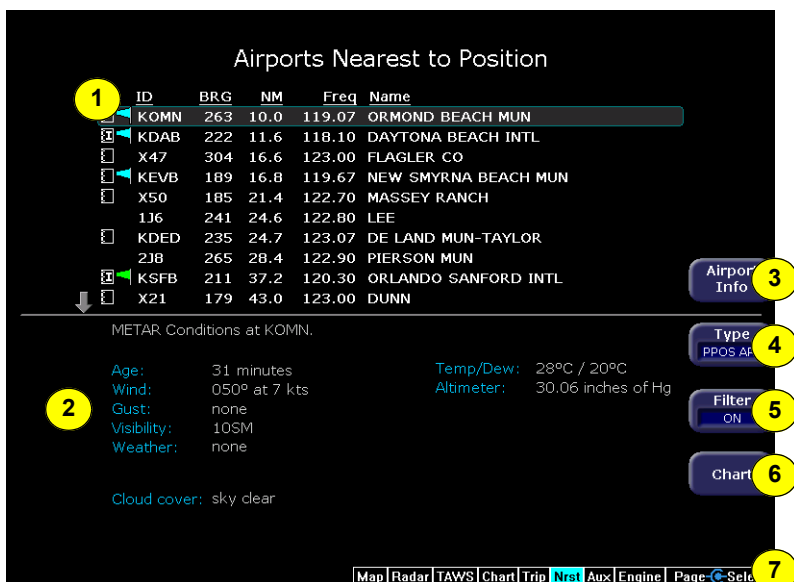 Airports Nearest to Position
ID BRG NM Freq Name
1
KOMN 263 10.0 119.07 ORMOND BEACH MUN
I KDAB 222 11.6 118.10 DAYTONA BEACH INTL
X47 304 16.6 123.00 FLAGLER CO
KEVB 189 16.8 119.67 NEW SMYRNA BEACH MUN
X50 185 21.4 122.70 MASSEY RANCH
1J6 241 24.6 122.80 LEE
KDED 235 24.7 123.07 DE LAND MUN-TAYLOR
2J8 265 28.4 122.90 PIERSON MUN
I KSFB 211 37.2 120.30 ORLANDO SANFORD INTL
X21 179 43.0 123.00 DUNN
Airport
Info
3
METAR Conditions at KOMN.
Type
PPOS
4
Age: 31 minutes
Temp/Dew: 28ºC / 20ºC
Wind: 050º at 7 kts
Altimeter: 30.06 inches of Hg
2
Gust: none
Filter
ON
5
Visibility: 10SM
Weather: none
Chart
6
Cloud cover: sky clear
Map Radar TAWS Chart Trip Nrst Aux Engine Page Sele
7